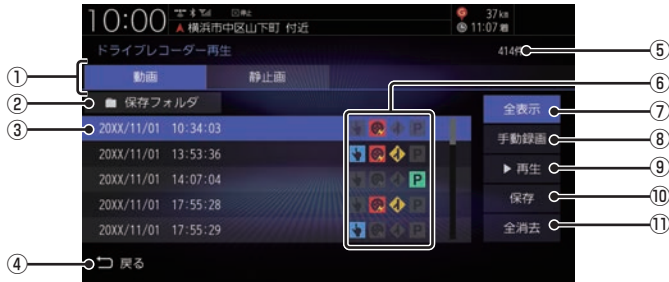 10:00 停止 37km
横浜市中区山下町 付近 11:07着
ドライブレコーダー再生 414件 ⑤
① 動画 静止画 ⑥
② 保存フォルダ 全表示 ⑦
③ 20XX/11/01 10:34:03 P 手動録画 ⑧
20XX/11/01 13:53:36 P
20XX/11/01 14:07:04 P ▶ 再生 ⑨
20XX/11/01 17:55:28 P 保存 ⑩
20XX/11/01 17:55:29 P 全消去 ⑪
④ 戻る